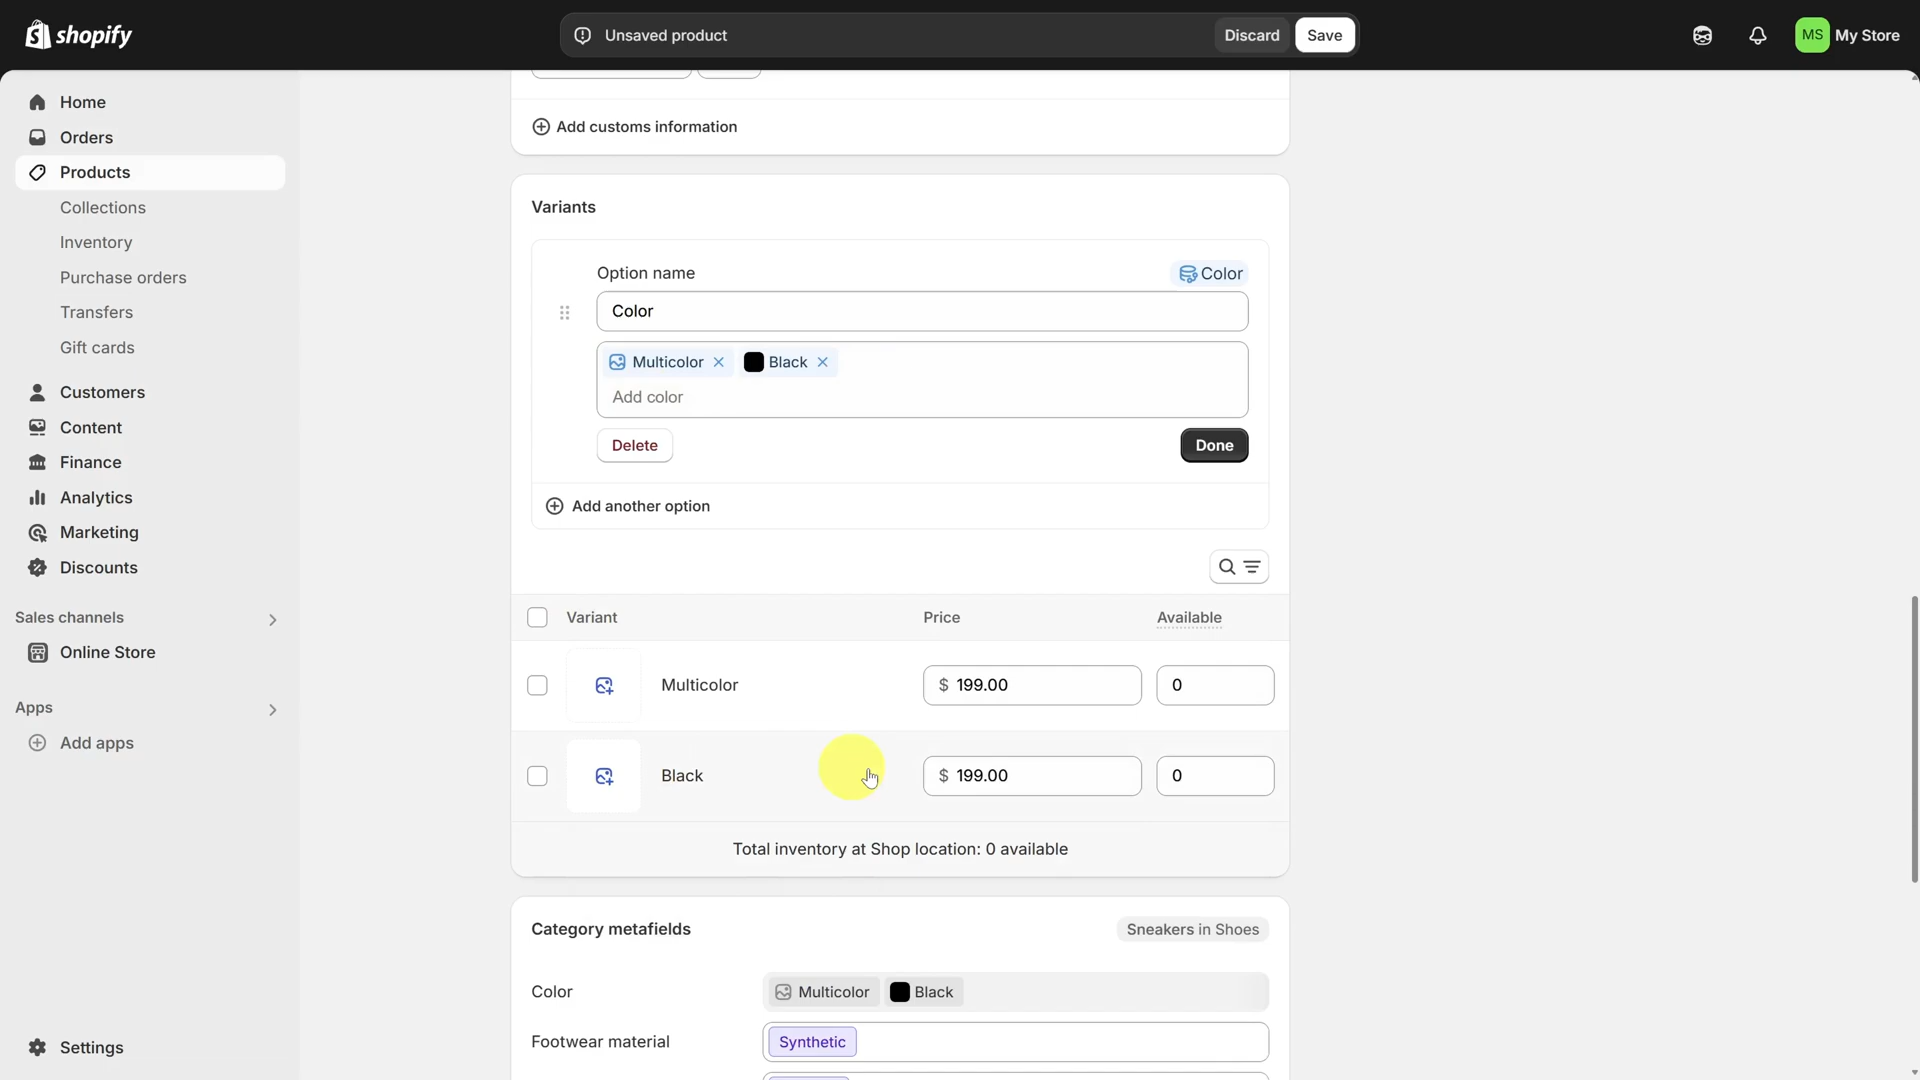 shopify
Unsaved product
Discard
Save
MS
My Store
Home
Orders
Products
Collections
Inventory
Purchase orders
Transfers
Gift cards
Customers
Content
Finance
Analytics
Marketing
Discounts
Sales channels
Online Store
Apps
Add apps
Settings
Add customs information
Variants
Option name
Color
Color
Multicolor
Black
Add color
Delete
Done
Add another option
Variant
Price
Available
Multicolor
$ 199.00
0
Black
$ 199.00
0
Total inventory at Shop location: 0 available
Category metafields
Sneakers in Shoes
Color
Multicolor
Black
Footwear material
Synthetic